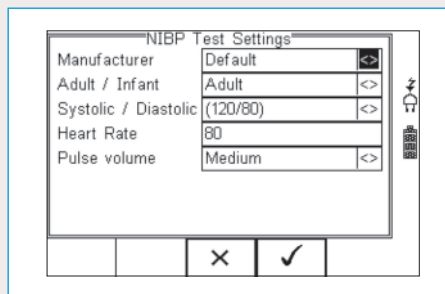 NIBP Test Settings
Manufacturer Default <>
Adult / Infant Adult <>
Systolic / Diastolic (120/80) <>
Heart Rate 80
Pulse volume Medium <>